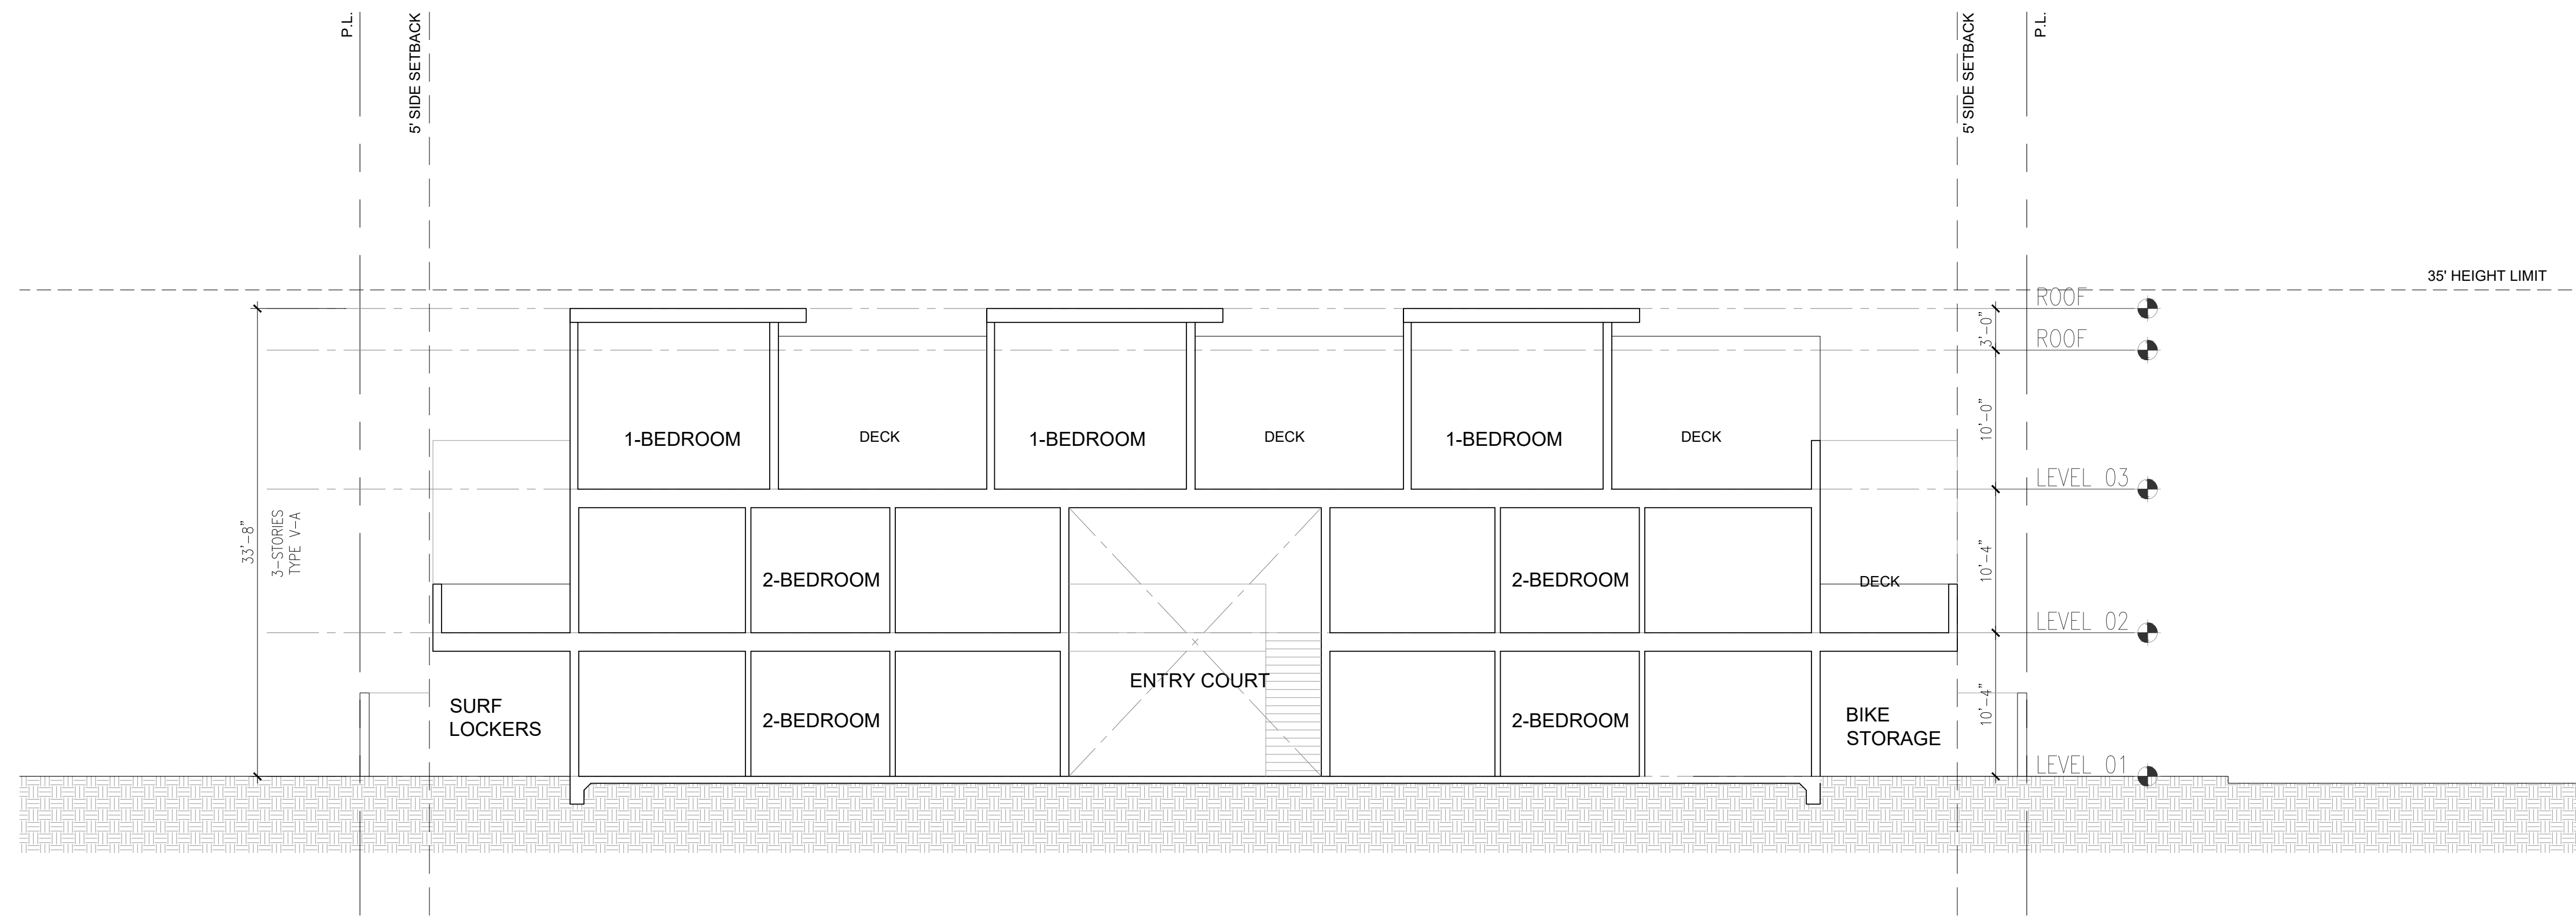 P.L.
5' SIDE SETBACK
5' SIDE SETBACK
P.L.
35' HEIGHT LIMIT
ROOF
3'-0"
ROOF
1-BEDROOM
DECK
1-BEDROOM
DECK
1-BEDROOM
DECK
10'-0"
LEVEL 03
33'-8"
3-STORIES
TYPE V-A
2-BEDROOM
2-BEDROOM
DECK
10'-4"
LEVEL 02
SURF
LOCKERS
2-BEDROOM
ENTRY COURT
2-BEDROOM
BIKE
STORAGE
10'-4"
LEVEL 01